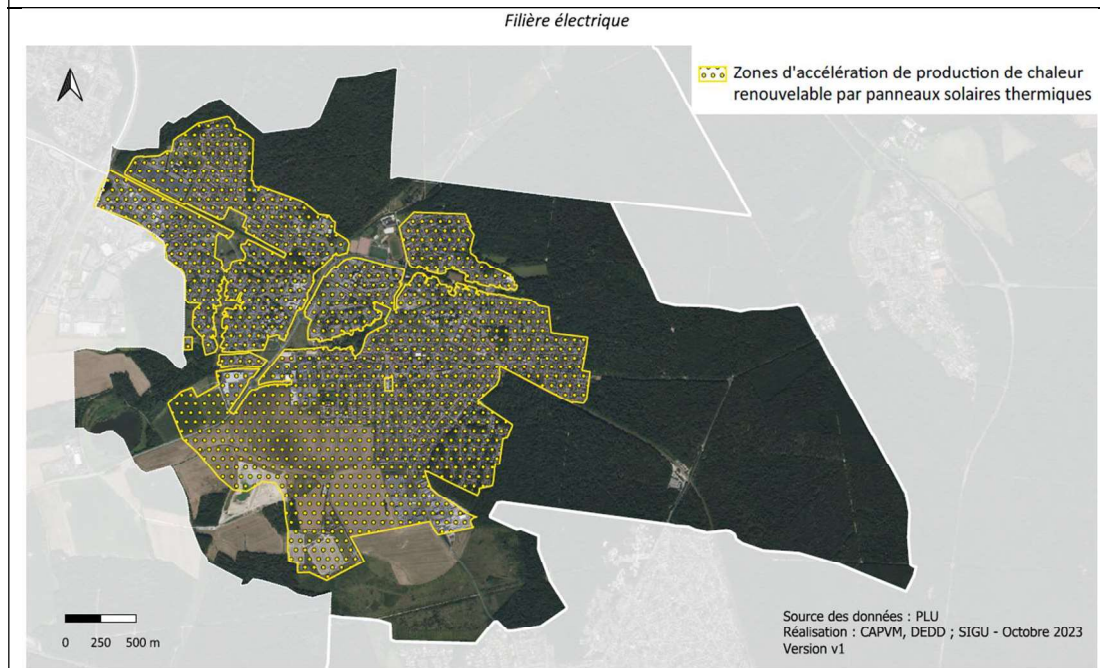 Filière électrique
Zones d'accélération de production de chaleur
renouvelable par panneaux solaires thermiques
0 250 500 m
Source des données : PLU
Réalisation : CAPVM, DEDD ; SIGU - Octobre 2023
Version v1